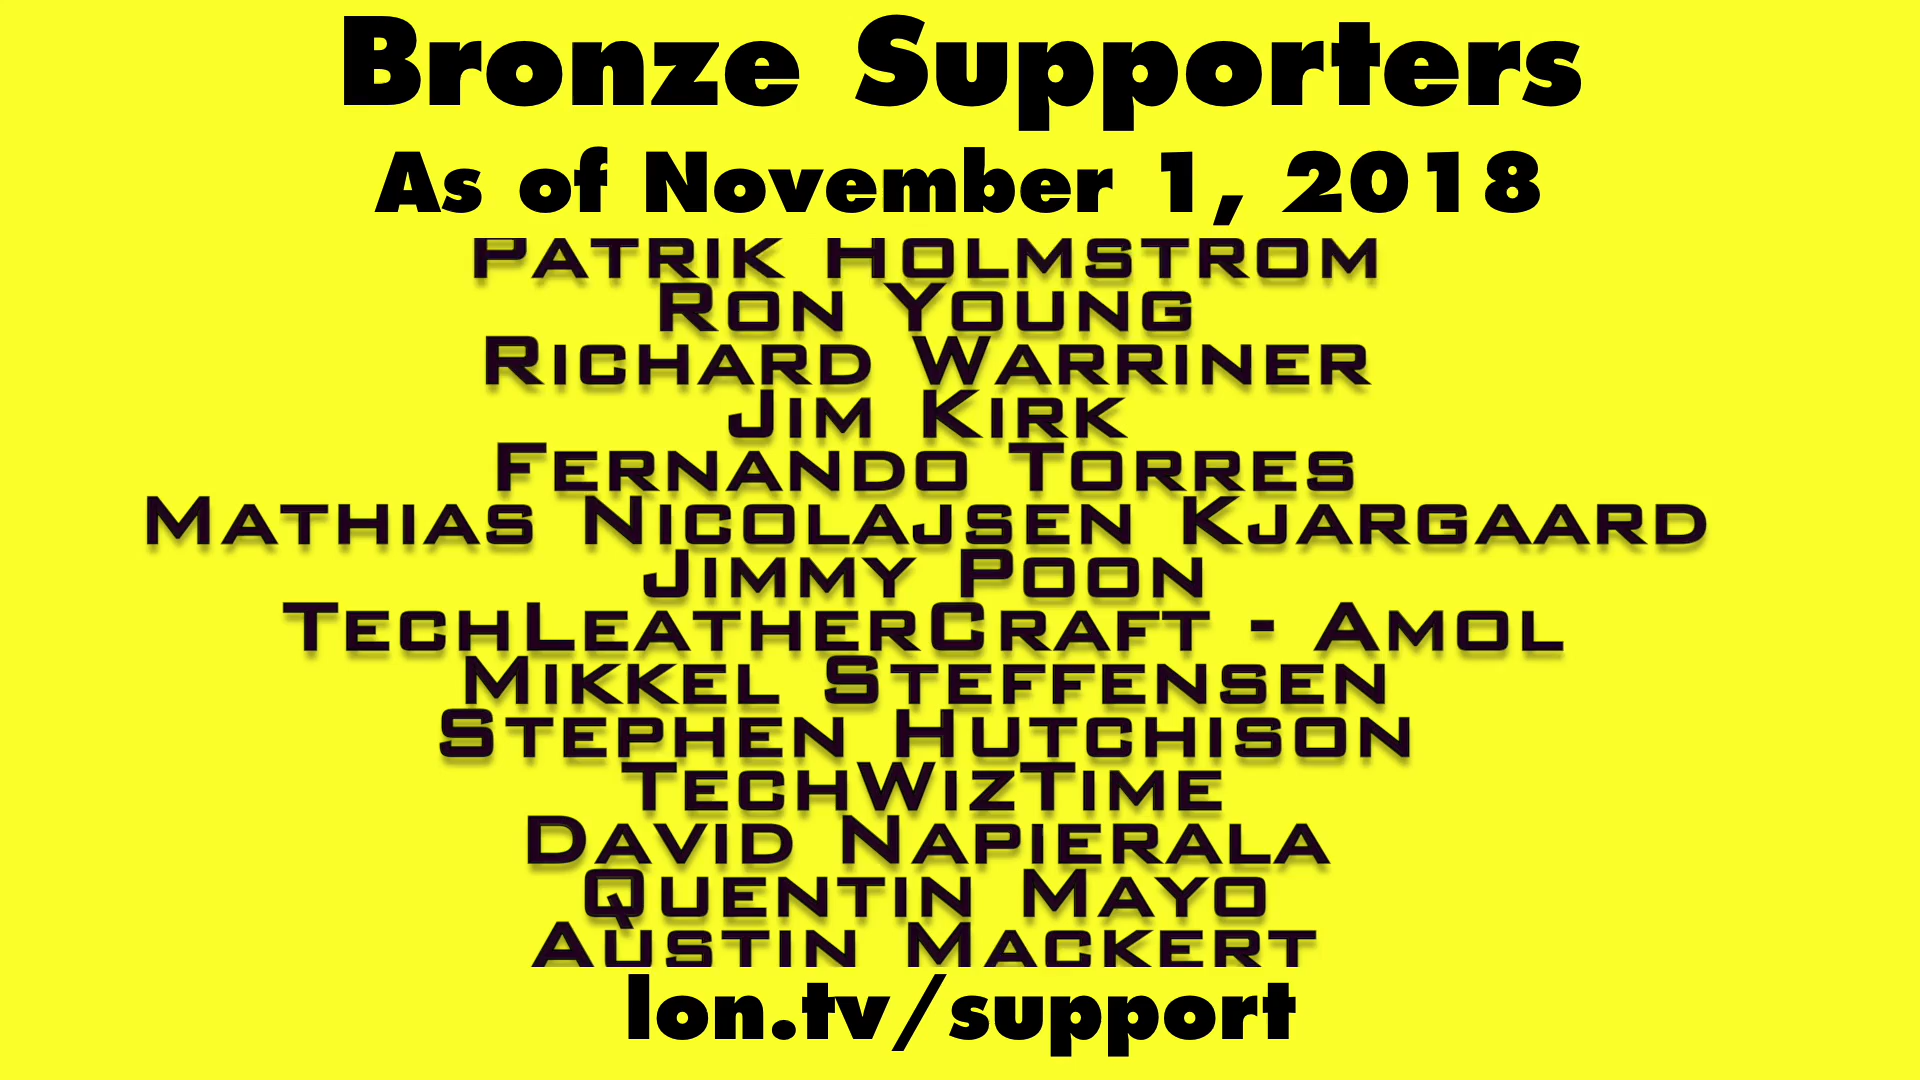 Bronze Supporters
As of November 1, 2018
Patrik Holmstrom
Ron Young
Richard Warriner
Jim Kirk
Fernando Torres
Mathias Nicolajsen Kjargaard
Jimmy Poon
TechLeatherCraft - Amol
Mikkel Steffensen
Stephen Hutchison
TechWizTime
David Napierala
Quentin Mayo
Austin Mackert
lon.tv/support